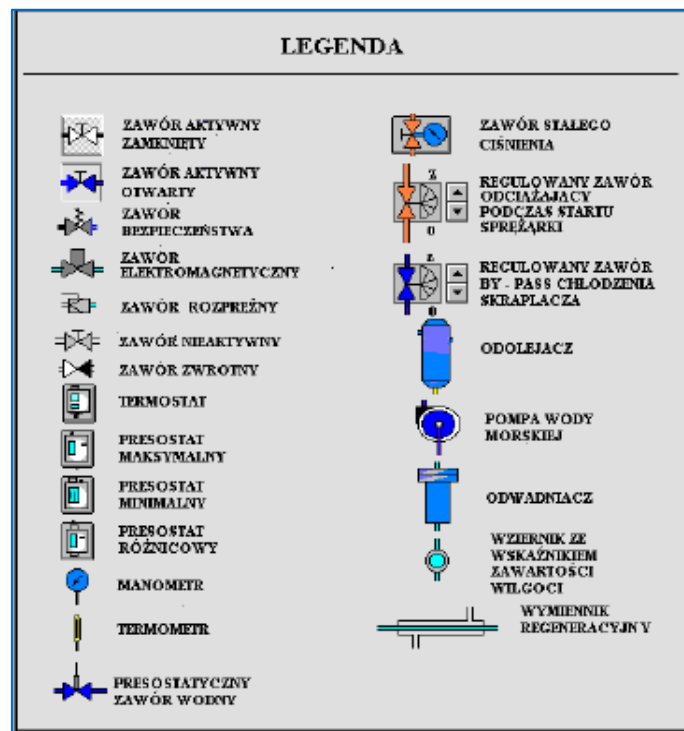 LEGENDA
ZAWÓR AKTYWNY
ZAMKNIĘTY
ZAWÓR AKTYWNY
OTWARTY
ZAWÓR
BEZPIECZEŃSTWA
ZAWÓR
ELEKTROMAGNETYCZNY
ZAWÓR ROZPRĘŻNY
ZAWÓR NIEAKTYWNY
ZAWÓR ZWROTNY
TERMOSTAT
PRESOSTAT
MAKSYMALNY
PRESOSTAT
MINIMALNY
PRESOSTAT
RÓŻNICOWY
MANOMETR
TERMOMETR
PRESOSTATYCZNY
ZAWÓR WODNY
ZAWÓR STAŁEGO
CIŚNIENIA
Z
O
REGULOWANY ZAWÓR
ODCIĄŻAJĄCY
PODCZAS STARTU
SPRĘŻARKI
Z
O
REGULOWANY ZAWÓR
BY - PASS CHŁODZENIA
SKRAPLACZA
ODOLEJACZ
POMPA WODY
MORSKIEJ
ODWADNIACZ
WZIERNIK ZE
WSKAŹNIKIEM
ZAWARTOŚCI
WILGOCI
WYMIENNIK
REGENERACYJNY